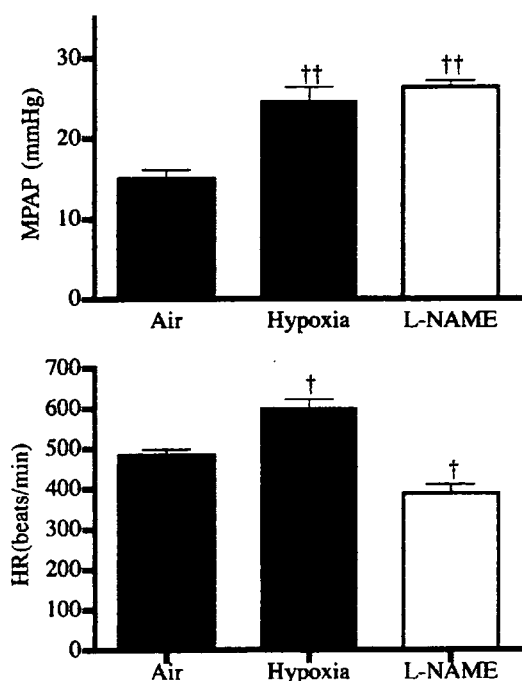 MPAP (mmHg)
30
20
10
0
††
††
Air
Hypoxia
L-NAME
HR(beats/min)
700
600
500
400
300
200
100
0
†
†
Air
Hypoxia
L-NAME